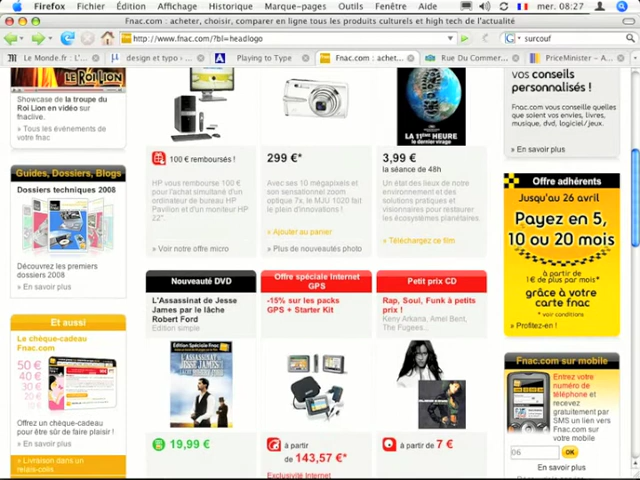 Firefox Fichier Édition Affichage Historique Marque-pages Outils Fenêtre Aide mer. 08:27
Fnac.com : acheter, choisir, comparer en ligne tous les produits culturels et high tech de l'actualité
http://www.fnac.com/?bl=headlogo
surcouf
Le Monde.fr : L'...
design et typo » ...
Playing to Type
Fnac.com : achet...
Rue Du Commer...
PriceMinister – A...
LE ROI LION
Showcase de la troupe du
Roi Lion en vidéo sur
fnaclive.
» Tous les événements de
votre fnac
Guides, Dossiers, Blogs
Dossiers techniques 2008
Découvrez les premiers
dossiers 2008
» En savoir plus
Et aussi
Le chèque-cadeau
Fnac.com
50 €
40 €
30 €
Offrez un chèque-cadeau
pour être sûr de faire plaisir !
» En savoir plus
» Livraison dans un
relais-colis
100 € remboursés !
HP vous rembourse 100 €
pour l'achat simultané d'un
ordinateur de bureau HP
Pavilion et d'un moniteur HP
22".
» Voir notre offre micro
299 €*
Avec ses 10 mégapixels et
son sensationnel zoom
optique 7x, le MJU 1020 fait
le plein d'innovations !
» Ajouter au panier
» Plus de nouveautés photo
LA 11ème HEURE
le dernier virage
3,99 €
la séance de 48h
Un état des lieux de notre
environnement et des
solutions pratiques et
visionnaires pour restaurer
les écosystèmes planétaires.
» Téléchargez ce film
Nouveauté DVD
L'Assassinat de Jesse
James par le lâche
Robert Ford
Edition simple
Edition Spéciale Fnac
19,99 €
Offre spéciale Internet
GPS
-15% sur les packs
GPS + Starter Kit
à partir
de 143,57 €*
Exclusivité Internet
Petit prix CD
Rap, Soul, Funk à petits
prix !
Keny Arkana, Amel Bent,
The Fugees...
à partir de 7 €
vos conseils
personnalisés !
Fnac.com vous conseille quelles
que soient vos envies, livres,
musique, dvd, logiciel/jeux.
» En savoir plus
Offre adhérents
Jusqu'au 26 avril
Payez en 5,
10 ou 20 mois
à partir de
1€ de plus par mois*
grâce à votre
carte fnac
* voir conditions
» Profitez-en !
Fnac.com sur mobile
Entrez votre
numéro de
téléphone et
recevez
gratuitement par
SMS un lien vers
Fnac.com sur
votre mobile
06
OK
En savoir plus